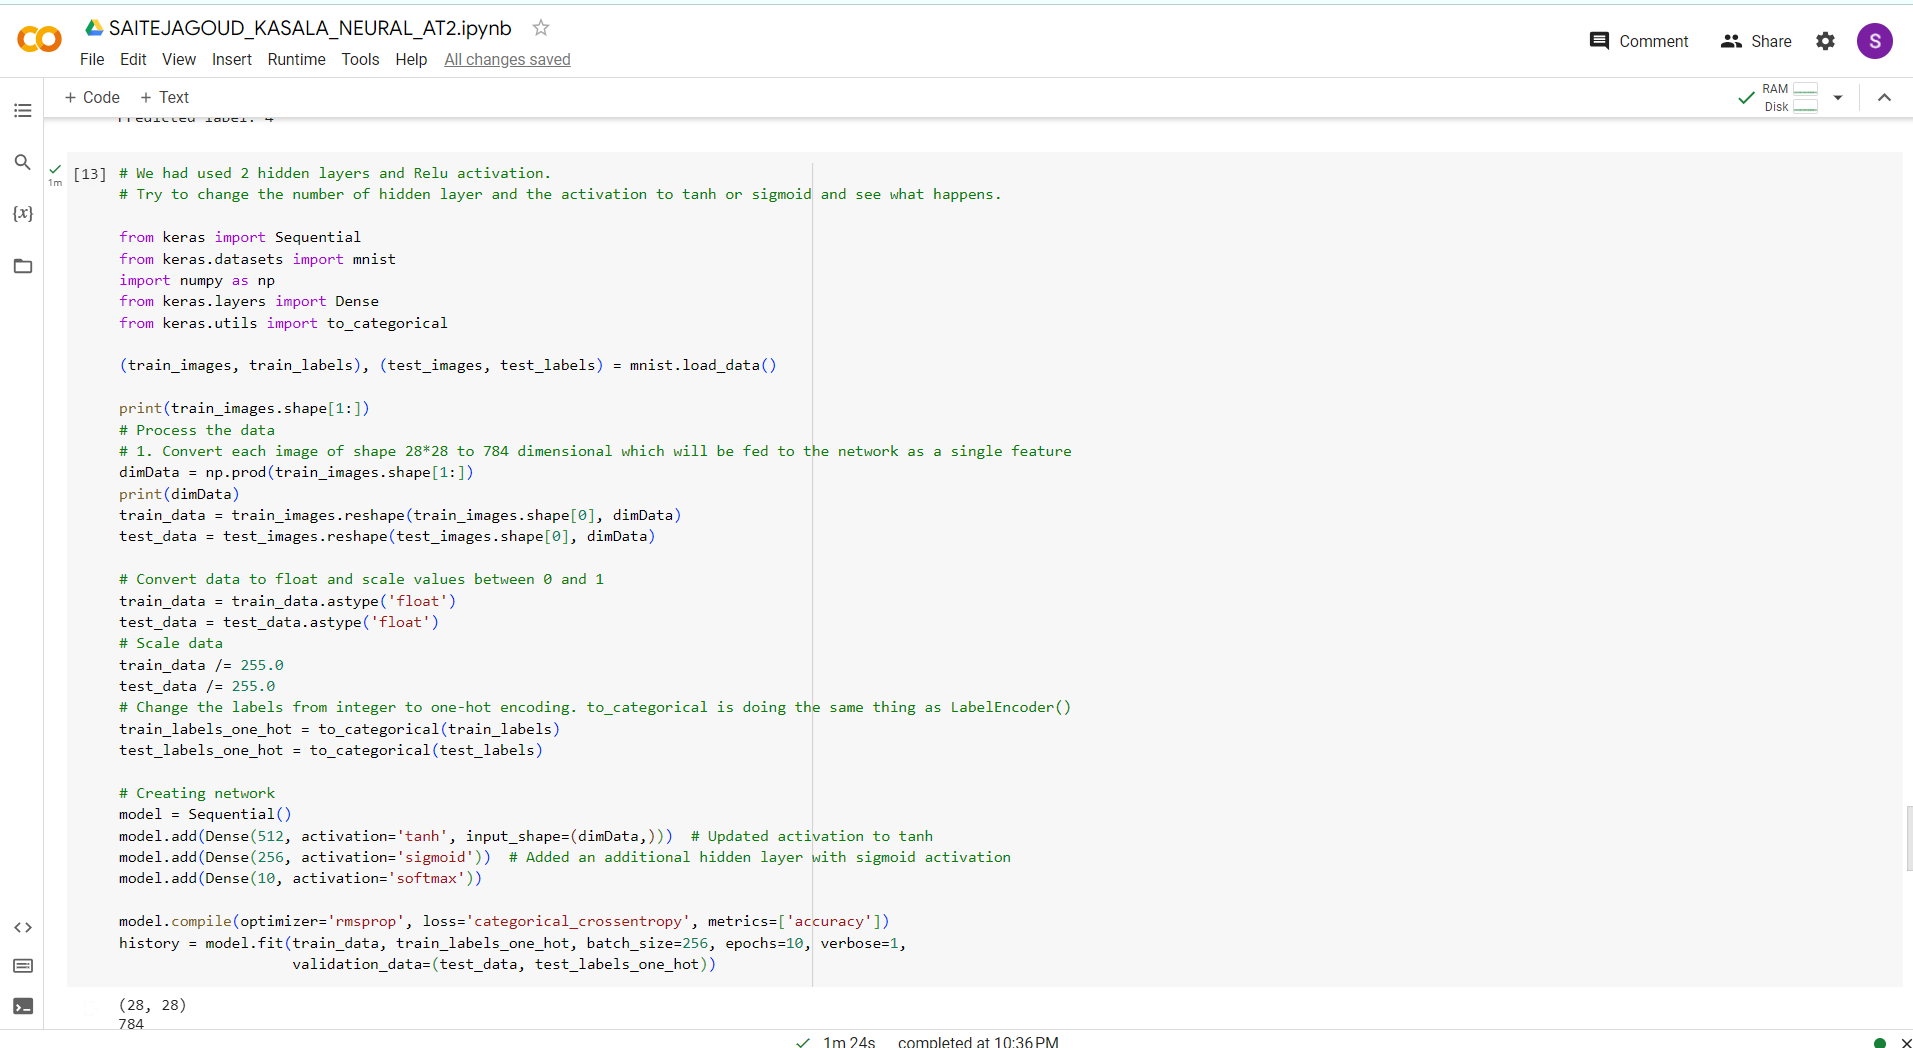 SAITEJAGOUD_KASALA_NEURAL_AT2.ipynb
File Edit View Insert Runtime Tools Help All changes saved
Comment Share S
+ Code + Text
RAM
Disk
Predicted label: 4
1m
[13] # We had used 2 hidden layers and Relu activation.
# Try to change the number of hidden layer and the activation to tanh or sigmoid and see what happens.
{x}
from keras import Sequential
from keras.datasets import mnist
import numpy as np
from keras.layers import Dense
from keras.utils import to_categorical
(train_images, train_labels), (test_images, test_labels) = mnist.load_data()
print(train_images.shape[1:])
# Process the data
# 1. Convert each image of shape 28*28 to 784 dimensional which will be fed to the network as a single feature
dimData = np.prod(train_images.shape[1:])
print(dimData)
train_data = train_images.reshape(train_images.shape[0], dimData)
test_data = test_images.reshape(test_images.shape[0], dimData)
# Convert data to float and scale values between 0 and 1
train_data = train_data.astype('float')
test_data = test_data.astype('float')
# Scale data
train_data /= 255.0
test_data /= 255.0
# Change the labels from integer to one-hot encoding. to_categorical is doing the same thing as LabelEncoder()
train_labels_one_hot = to_categorical(train_labels)
test_labels_one_hot = to_categorical(test_labels)
# Creating network
model = Sequential()
model.add(Dense(512, activation='tanh', input_shape=(dimData,))) # Updated activation to tanh
model.add(Dense(256, activation='sigmoid')) # Added an additional hidden layer with sigmoid activation
model.add(Dense(10, activation='softmax'))
model.compile(optimizer='rmsprop', loss='categorical_crossentropy', metrics=['accuracy'])
history = model.fit(train_data, train_labels_one_hot, batch_size=256, epochs=10, verbose=1,
validation_data=(test_data, test_labels_one_hot))
(28, 28)
784
1m 24s completed at 10:36 PM